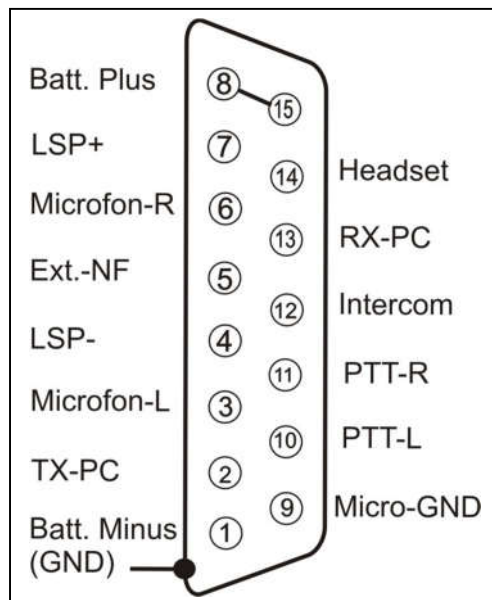 Batt. Plus
8
15
LSP+
7
14
Headset
Microfon-R
6
13
RX-PC
Ext.-NF
5
12
Intercom
LSP-
4
11
PTT-R
Microfon-L
3
10
PTT-L
TX-PC
2
9
Micro-GND
Batt. Minus
(GND)
1